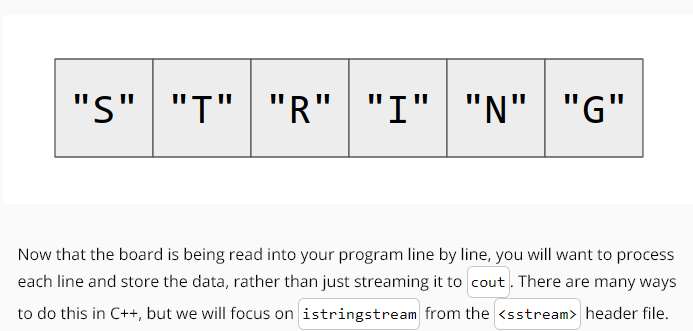 "S" "T" "R" "I" "N" "G"
Now that the board is being read into your program line by line, you will want to process
each line and store the data, rather than just streaming it to cout. There are many ways
to do this in C++, but we will focus on istringstream from the <sstream> header file.